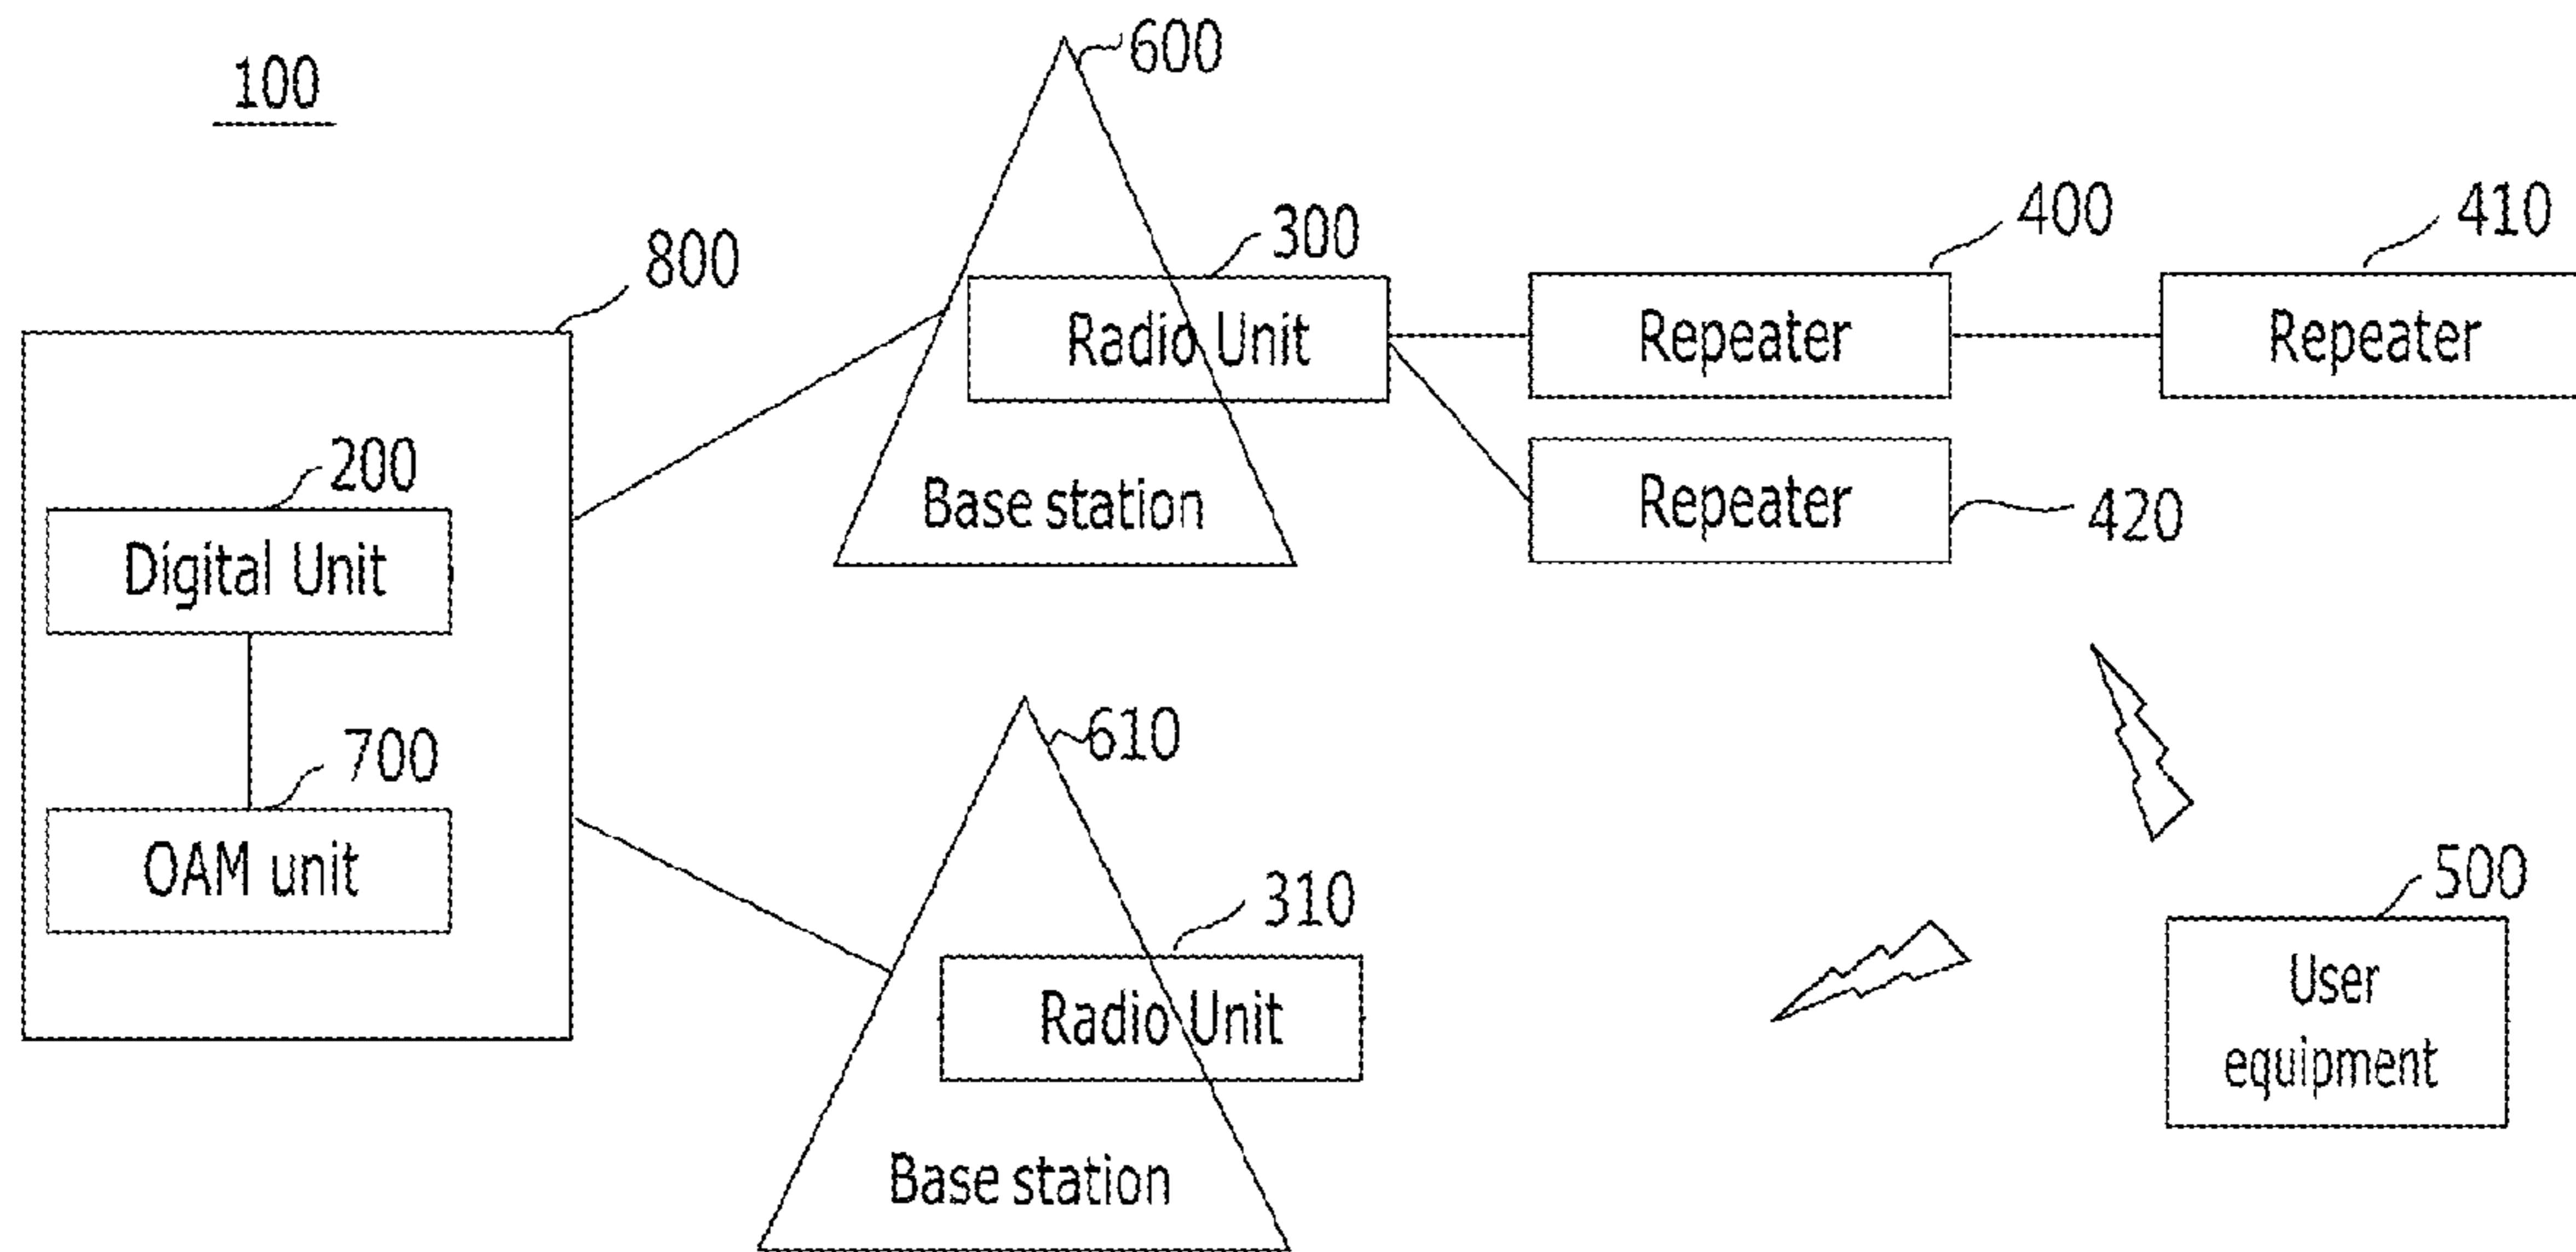 100
600
300
400
410
800
Radio Unit
Repeater
Repeater
200
Base station
Repeater
420
Digital Unit
700
610
OAM unit
310
500
Radio Unit
User
equipment
Base station